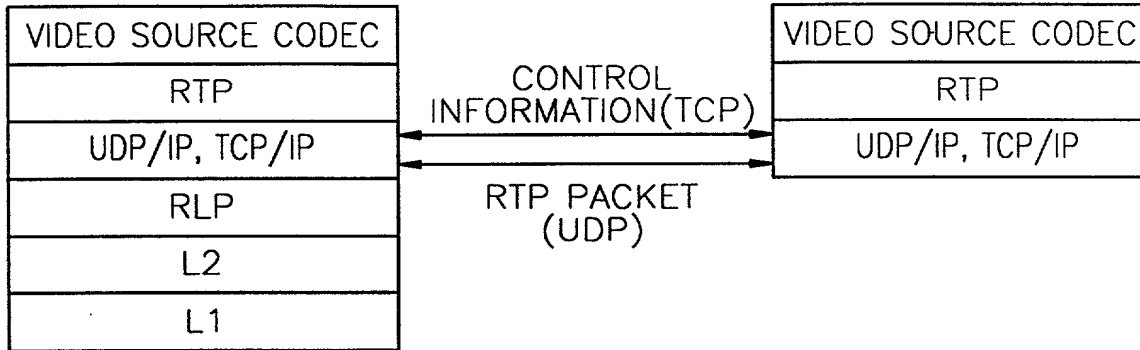 VIDEO SOURCE CODEC
RTP
UDP/IP, TCP/IP
RLP
L2
L1
CONTROL
INFORMATION(TCP)
RTP PACKET
(UDP)
VIDEO SOURCE CODEC
RTP
UDP/IP, TCP/IP